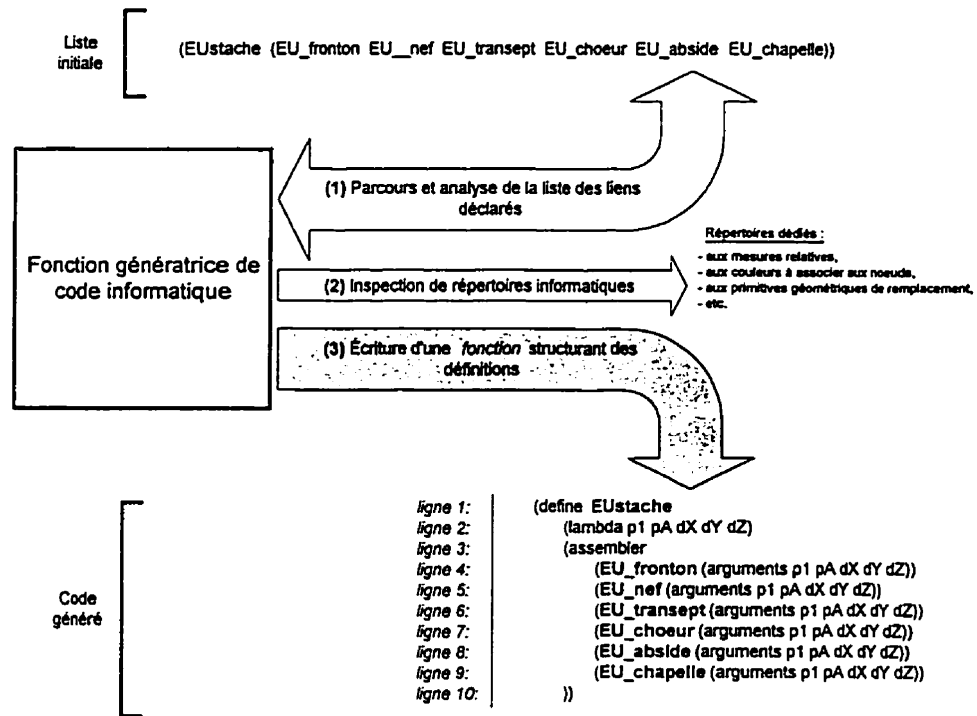 Liste
initiale
(EUstache (EU_fronton EU__nef EU_transept EU_choeur EU_abside EU_chapelle))
(1) Parcours et analyse de la liste des liens
déclarés
Fonction génératrice de
code informatique
(2) Inspection de répertoires informatiques
Répertoires dédiés :
- aux mesures relatives,
- aux couleurs à associer aux noeuds,
- aux primitives géométriques de remplacement,
- etc.
(3) Écriture d'une fonction structurant des
définitions
Code
généré
ligne 1: (define EUstache
ligne 2: (lambda p1 pA dX dY dZ)
ligne 3: (assembler
ligne 4: (EU_fronton (arguments p1 pA dX dY dZ))
ligne 5: (EU_nef (arguments p1 pA dX dY dZ))
ligne 6: (EU_transept (arguments p1 pA dX dY dZ))
ligne 7: (EU_choeur (arguments p1 pA dX dY dZ))
ligne 8: (EU_abside (arguments p1 pA dX dY dZ))
ligne 9: (EU_chapelle (arguments p1 pA dX dY dZ))
ligne 10: ))